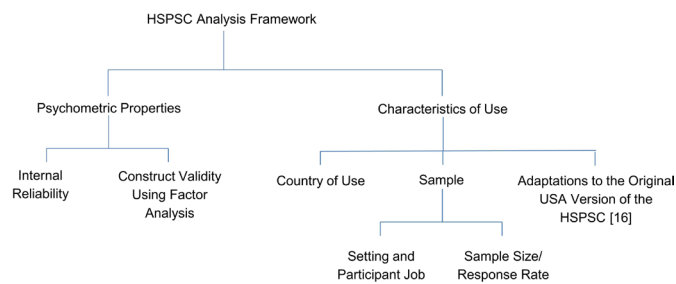 HSPSC Analysis Framework
Psychometric Properties
Characteristics of Use
Internal
Reliability
Construct Validity
Using Factor
Analysis
Country of Use
Sample
Adaptations to the Original
USA Version of the
HSPSC [16]
Setting and
Participant Job
Sample Size/
Response Rate